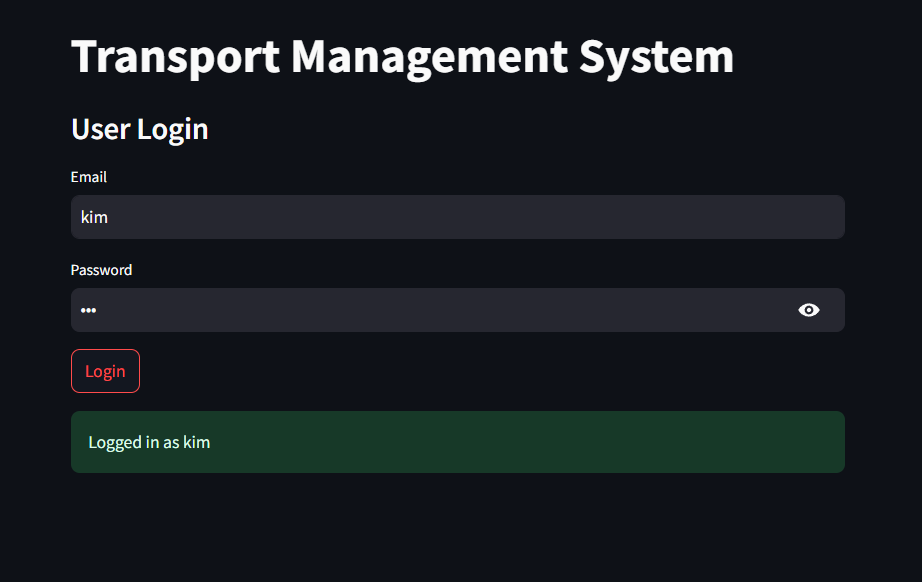 Transport Management System
User Login
Email
kim
Password
•••
Login
Logged in as kim